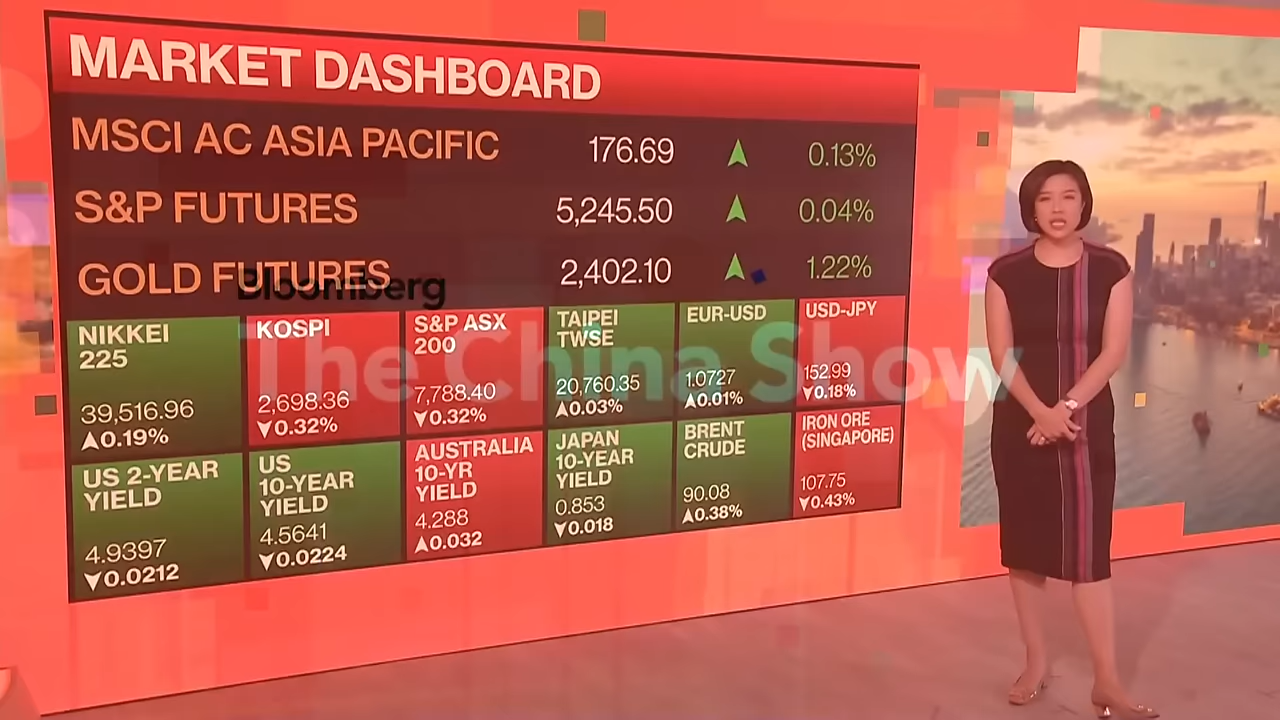 MARKET DASHBOARD
MSCI AC ASIA PACIFIC 176.69 ▲ 0.13%
S&P FUTURES 5,245.50 ▲ 0.04%
GOLD FUTURES 2,402.10 ▲ 1.22%
Bloomberg
The China Show
NIKKEI
225
39,516.96
▲0.19%
KOSPI
2,698.36
▼0.32%
S&P ASX
200
7,788.40
▼0.32%
TAIPEI
TWSE
20,760.35
▲0.03%
EUR-USD
1.0727
▲0.01%
USD-JPY
152.99
▼0.18%
US 2-YEAR
YIELD
4.9397
▼0.0212
US
10-YEAR
YIELD
4.5641
▼0.0224
AUSTRALIA
10-YR
YIELD
4.288
▲0.032
JAPAN
10-YEAR
YIELD
0.853
▼0.018
BRENT
CRUDE
90.08
▲0.38%
IRON ORE
(SINGAPORE)
107.75
▼0.43%